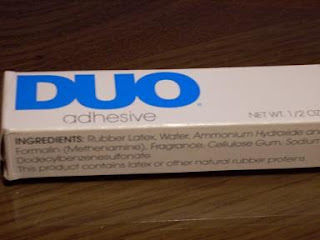 DUO
adhesive
NET WT. 1/2 OZ
INGREDIENTS: Rubber Latex, Water, Ammonium Hydroxide and
Formalin (Methenamine), Fragrance, Cellulose Gum, Sodium
Dodecylbenzenesulfonate.
This product contains latex or other natural rubber proteins.